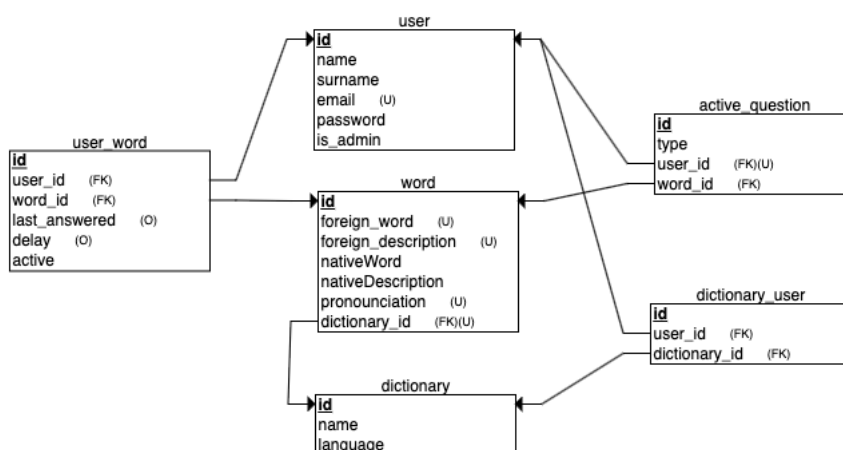 user
id
name
surname
email (U)
password
is_admin
user_word
id
user_id (FK)
word_id (FK)
last_answered (O)
delay (O)
active
word
id
foreign_word (U)
foreign_description (U)
nativeWord
nativeDescription
pronounciation (U)
dictionary_id (FK)(U)
active_question
id
type
user_id (FK)(U)
word_id (FK)
dictionary_user
id
user_id (FK)
dictionary_id (FK)
dictionary
id
name
language